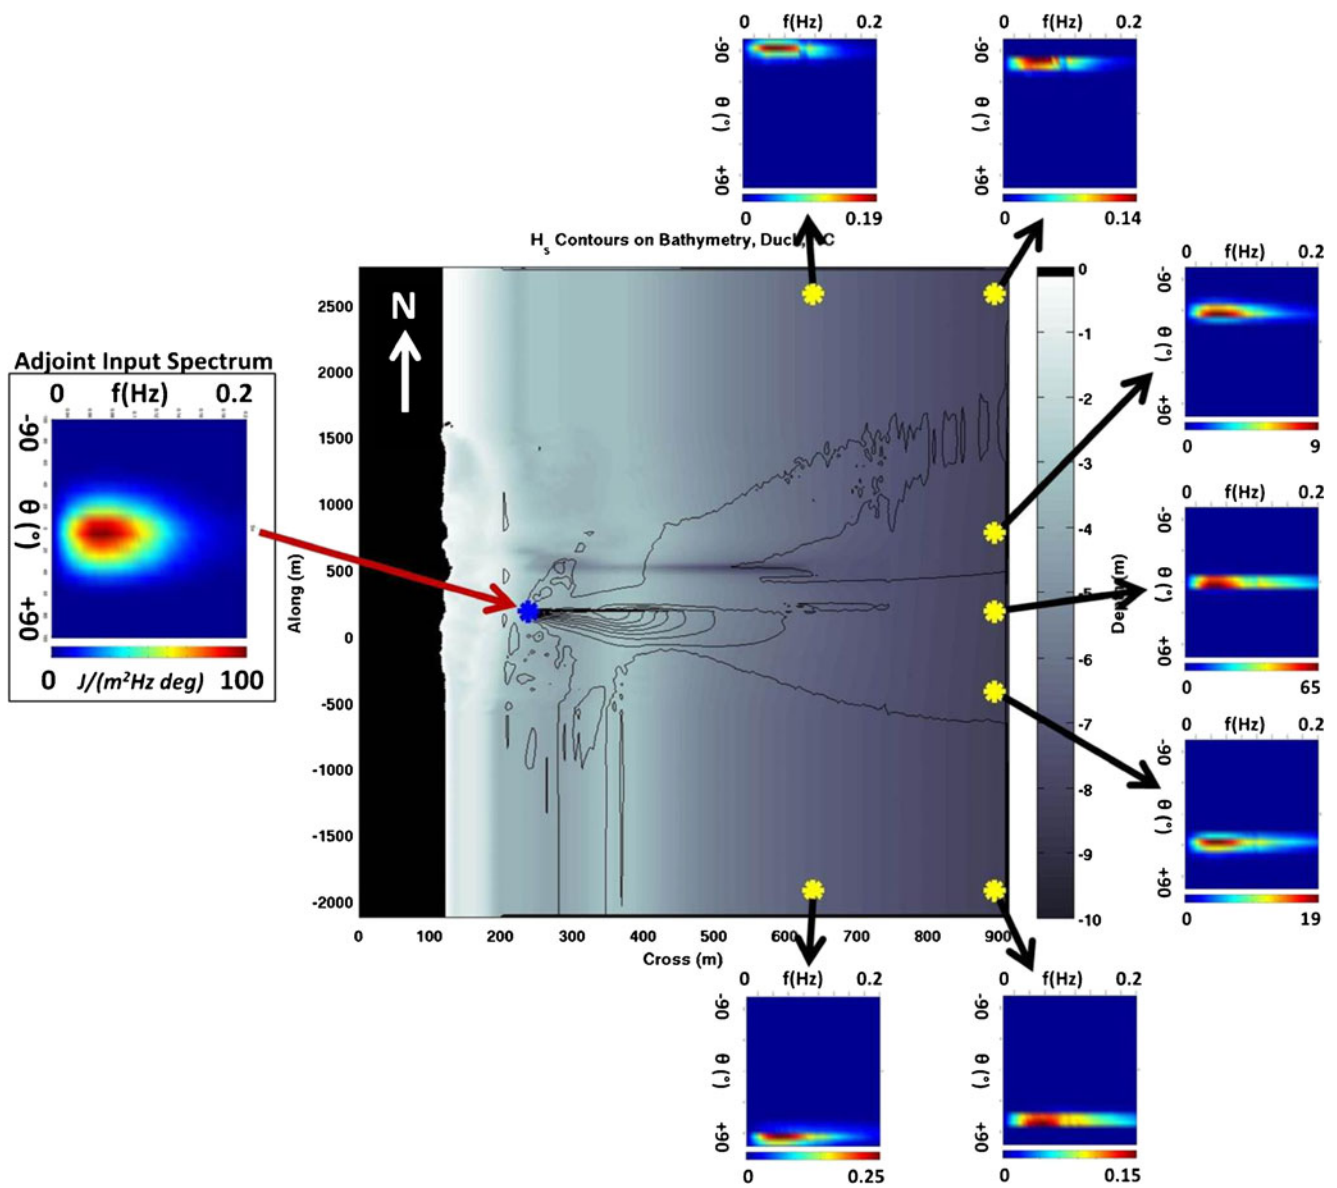 0 f(Hz) 0.2
-90
θ (°)
+90
0 0.19
0 f(Hz) 0.2
-90
θ (°)
+90
0 0.14
H s Contours on Bathymetry, Duck, C
N
2500
2000
1500
1000
500
0
-500
-1000
-1500
-2000
Along (m)
0 100 200 300 400 500 600 700 800 900
Cross (m)
0
-1
-2
-3
-4
-5
-6
-7
-8
-9
-10
Depth (m)
Adjoint Input Spectrum
0 f(Hz) 0.2
-90
θ (°)
+90
0 J/(m²Hz deg) 100
0 f(Hz) 0.2
-90
θ (°)
+90
0 9
0 f(Hz) 0.2
-90
θ (°)
+90
0 65
0 f(Hz) 0.2
-90
θ (°)
+90
0 19
0 f(Hz) 0.2
-90
θ (°)
+90
0 0.25
0 f(Hz) 0.2
-90
θ (°)
+90
0 0.15